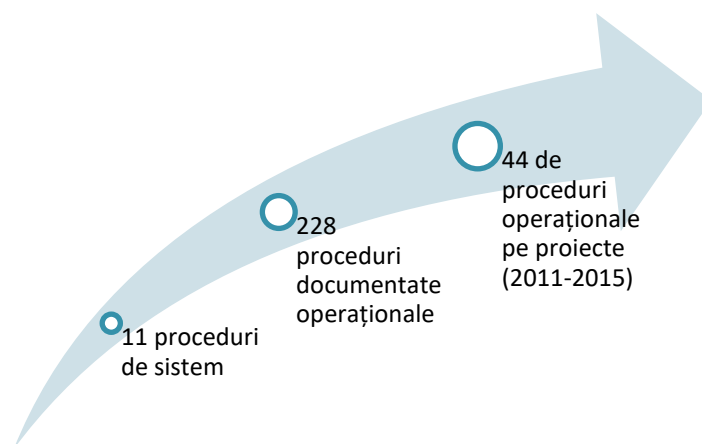 44 de
proceduri
operaționale
pe proiecte
(2011-2015)
228
proceduri
documentate
operaționale
11 proceduri
de sistem